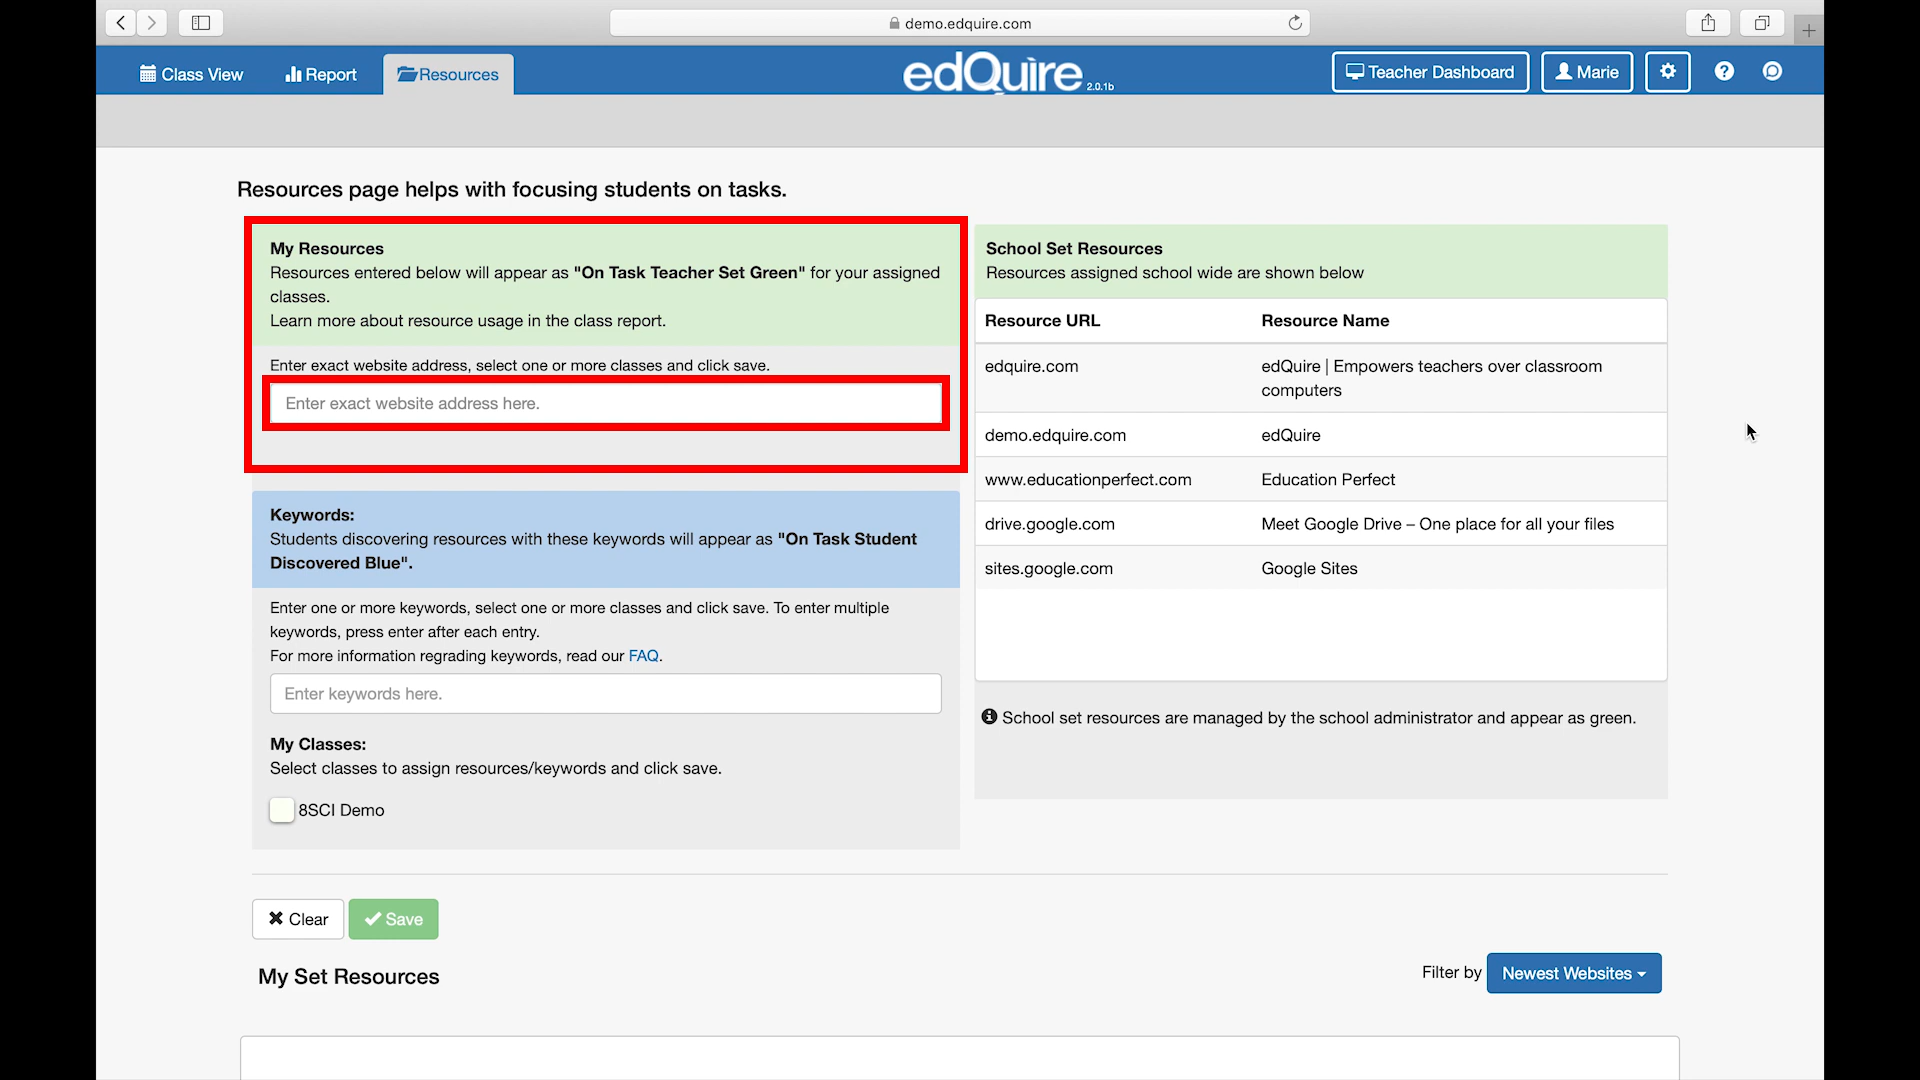 demo.edquire.com
Class View
Report
Resources
edQuire 2.0.1b
Teacher Dashboard
Marie
Resources page helps with focusing students on tasks.
My Resources
Resources entered below will appear as "On Task Teacher Set Green" for your assigned
classes.
Learn more about resource usage in the class report.
Enter exact website address, select one or more classes and click save.
Enter exact website address here.
Keywords:
Students discovering resources with these keywords will appear as "On Task Student
Discovered Blue".
Enter one or more keywords, select one or more classes and click save. To enter multiple
keywords, press enter after each entry.
For more information regrading keywords, read our FAQ.
Enter keywords here.
My Classes:
Select classes to assign resources/keywords and click save.
8SCI Demo
School Set Resources
Resources assigned school wide are shown below
Resource URL Resource Name
edquire.com edQuire | Empowers teachers over classroom
computers
demo.edquire.com edQuire
www.educationperfect.com Education Perfect
drive.google.com Meet Google Drive – One place for all your files
sites.google.com Google Sites
School set resources are managed by the school administrator and appear as green.
Clear
Save
My Set Resources
Filter by Newest Websites